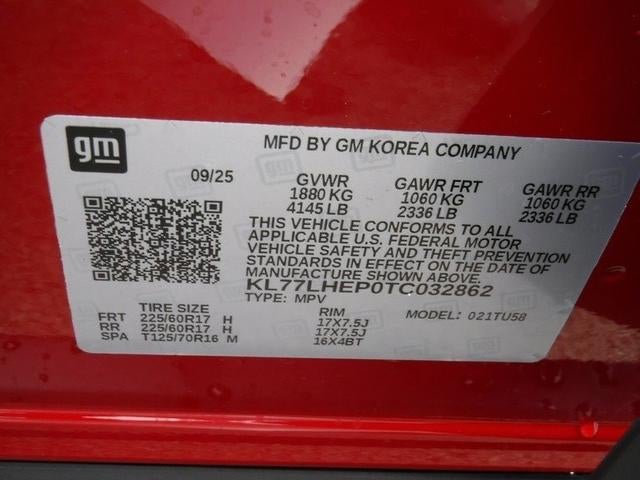 gm
MFD BY GM KOREA COMPANY
09/25
GVWR GAWR FRT GAWR RR
1880 KG 1060 KG 1060 KG
4145 LB 2336 LB 2336 LB
THIS VEHICLE CONFORMS TO ALL
APPLICABLE U.S. FEDERAL MOTOR
VEHICLE SAFETY AND THEFT PREVENTION
STANDARDS IN EFFECT ON THE DATE OF
MANUFACTURE SHOWN ABOVE.
KL77LHEP0TC032862
TYPE: MPV
MODEL: 021TU58
TIRE SIZE RIM
FRT 225/60R17 H 17X7.5J
RR 225/60R17 H 17X7.5J
SPA T125/70R16 M 16X4BT